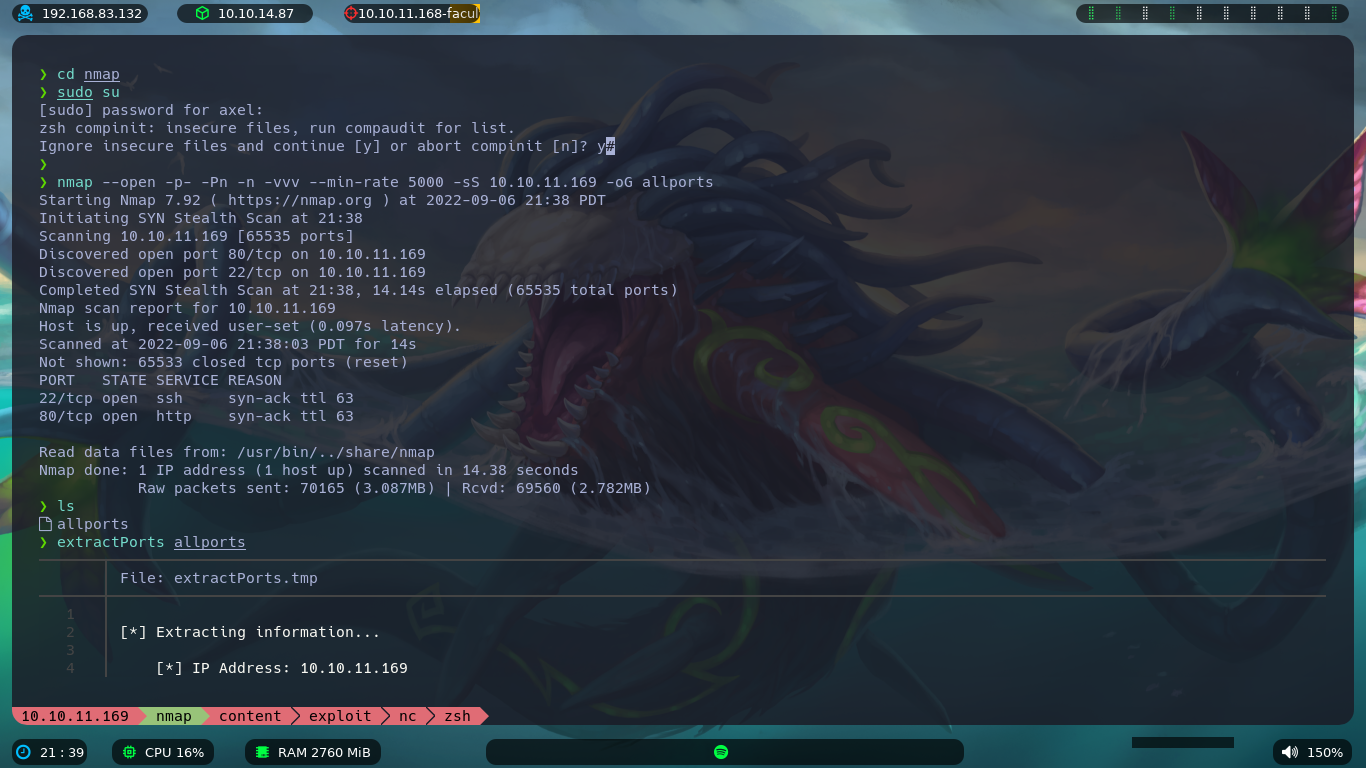 192.168.83.132
10.10.14.87
10.10.11.168-facul
❯ cd nmap
❯ sudo su
[sudo] password for axel:
zsh compinit: insecure files, run compaudit for list.
Ignore insecure files and continue [y] or abort compinit [n]? y#
❯
❯ nmap --open -p- -Pn -n -vvv --min-rate 5000 -sS 10.10.11.169 -oG allports
Starting Nmap 7.92 ( https://nmap.org ) at 2022-09-06 21:38 PDT
Initiating SYN Stealth Scan at 21:38
Scanning 10.10.11.169 [65535 ports]
Discovered open port 80/tcp on 10.10.11.169
Discovered open port 22/tcp on 10.10.11.169
Completed SYN Stealth Scan at 21:38, 14.14s elapsed (65535 total ports)
Nmap scan report for 10.10.11.169
Host is up, received user-set (0.097s latency).
Scanned at 2022-09-06 21:38:03 PDT for 14s
Not shown: 65533 closed tcp ports (reset)
PORT   STATE SERVICE REASON
22/tcp open  ssh     syn-ack ttl 63
80/tcp open  http    syn-ack ttl 63
Read data files from: /usr/bin/../share/nmap
Nmap done: 1 IP address (1 host up) scanned in 14.38 seconds
Raw packets sent: 70165 (3.087MB) | Rcvd: 69560 (2.782MB)
❯ ls
allports
❯ extractPorts allports
File: extractPorts.tmp
1
2 [*] Extracting information...
3
4 [*] IP Address: 10.10.11.169
10.10.11.169 nmap content exploit nc zsh
21 : 39 CPU 16% RAM 2760 MiB 150%